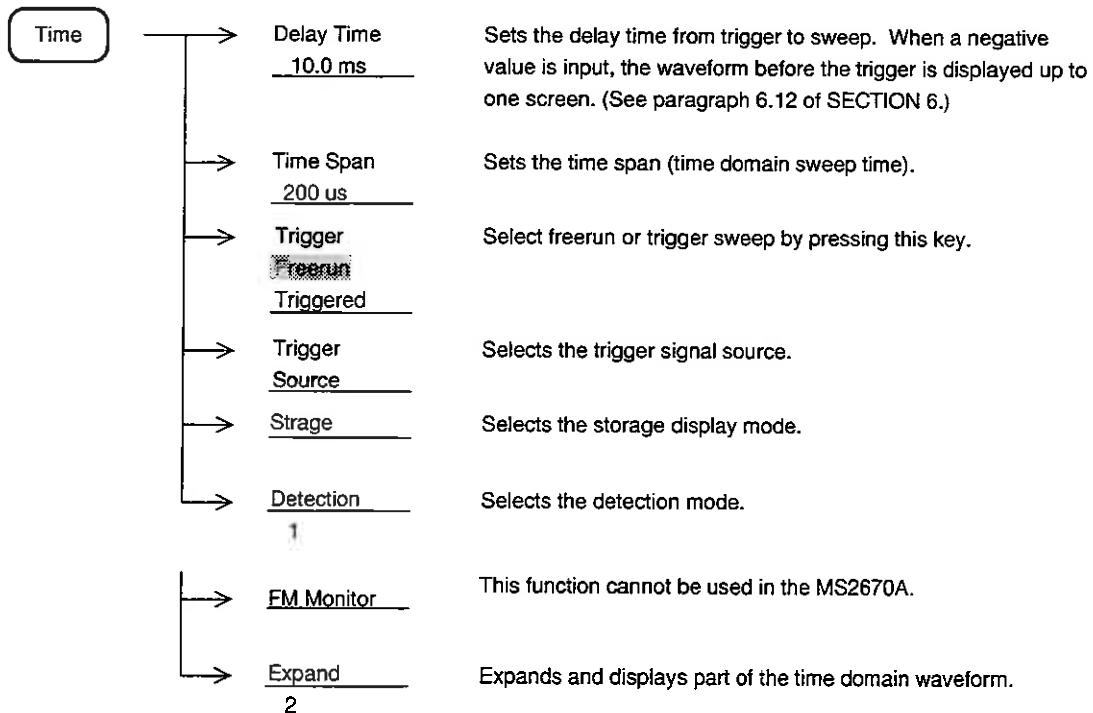 Time
Delay Time
10.0 ms
Sets the delay time from trigger to sweep. When a negative
value is input, the waveform before the trigger is displayed up to
one screen. (See paragraph 6.12 of SECTION 6.)
Time Span
200 us
Sets the time span (time domain sweep time).
Trigger
Freerun
Triggered
Select freerun or trigger sweep by pressing this key.
Trigger
Source
Selects the trigger signal source.
Strage
Selects the storage display mode.
Detection
Selects the detection mode.
1
FM Monitor
This function cannot be used in the MS2670A.
Expand
Expands and displays part of the time domain waveform.
2